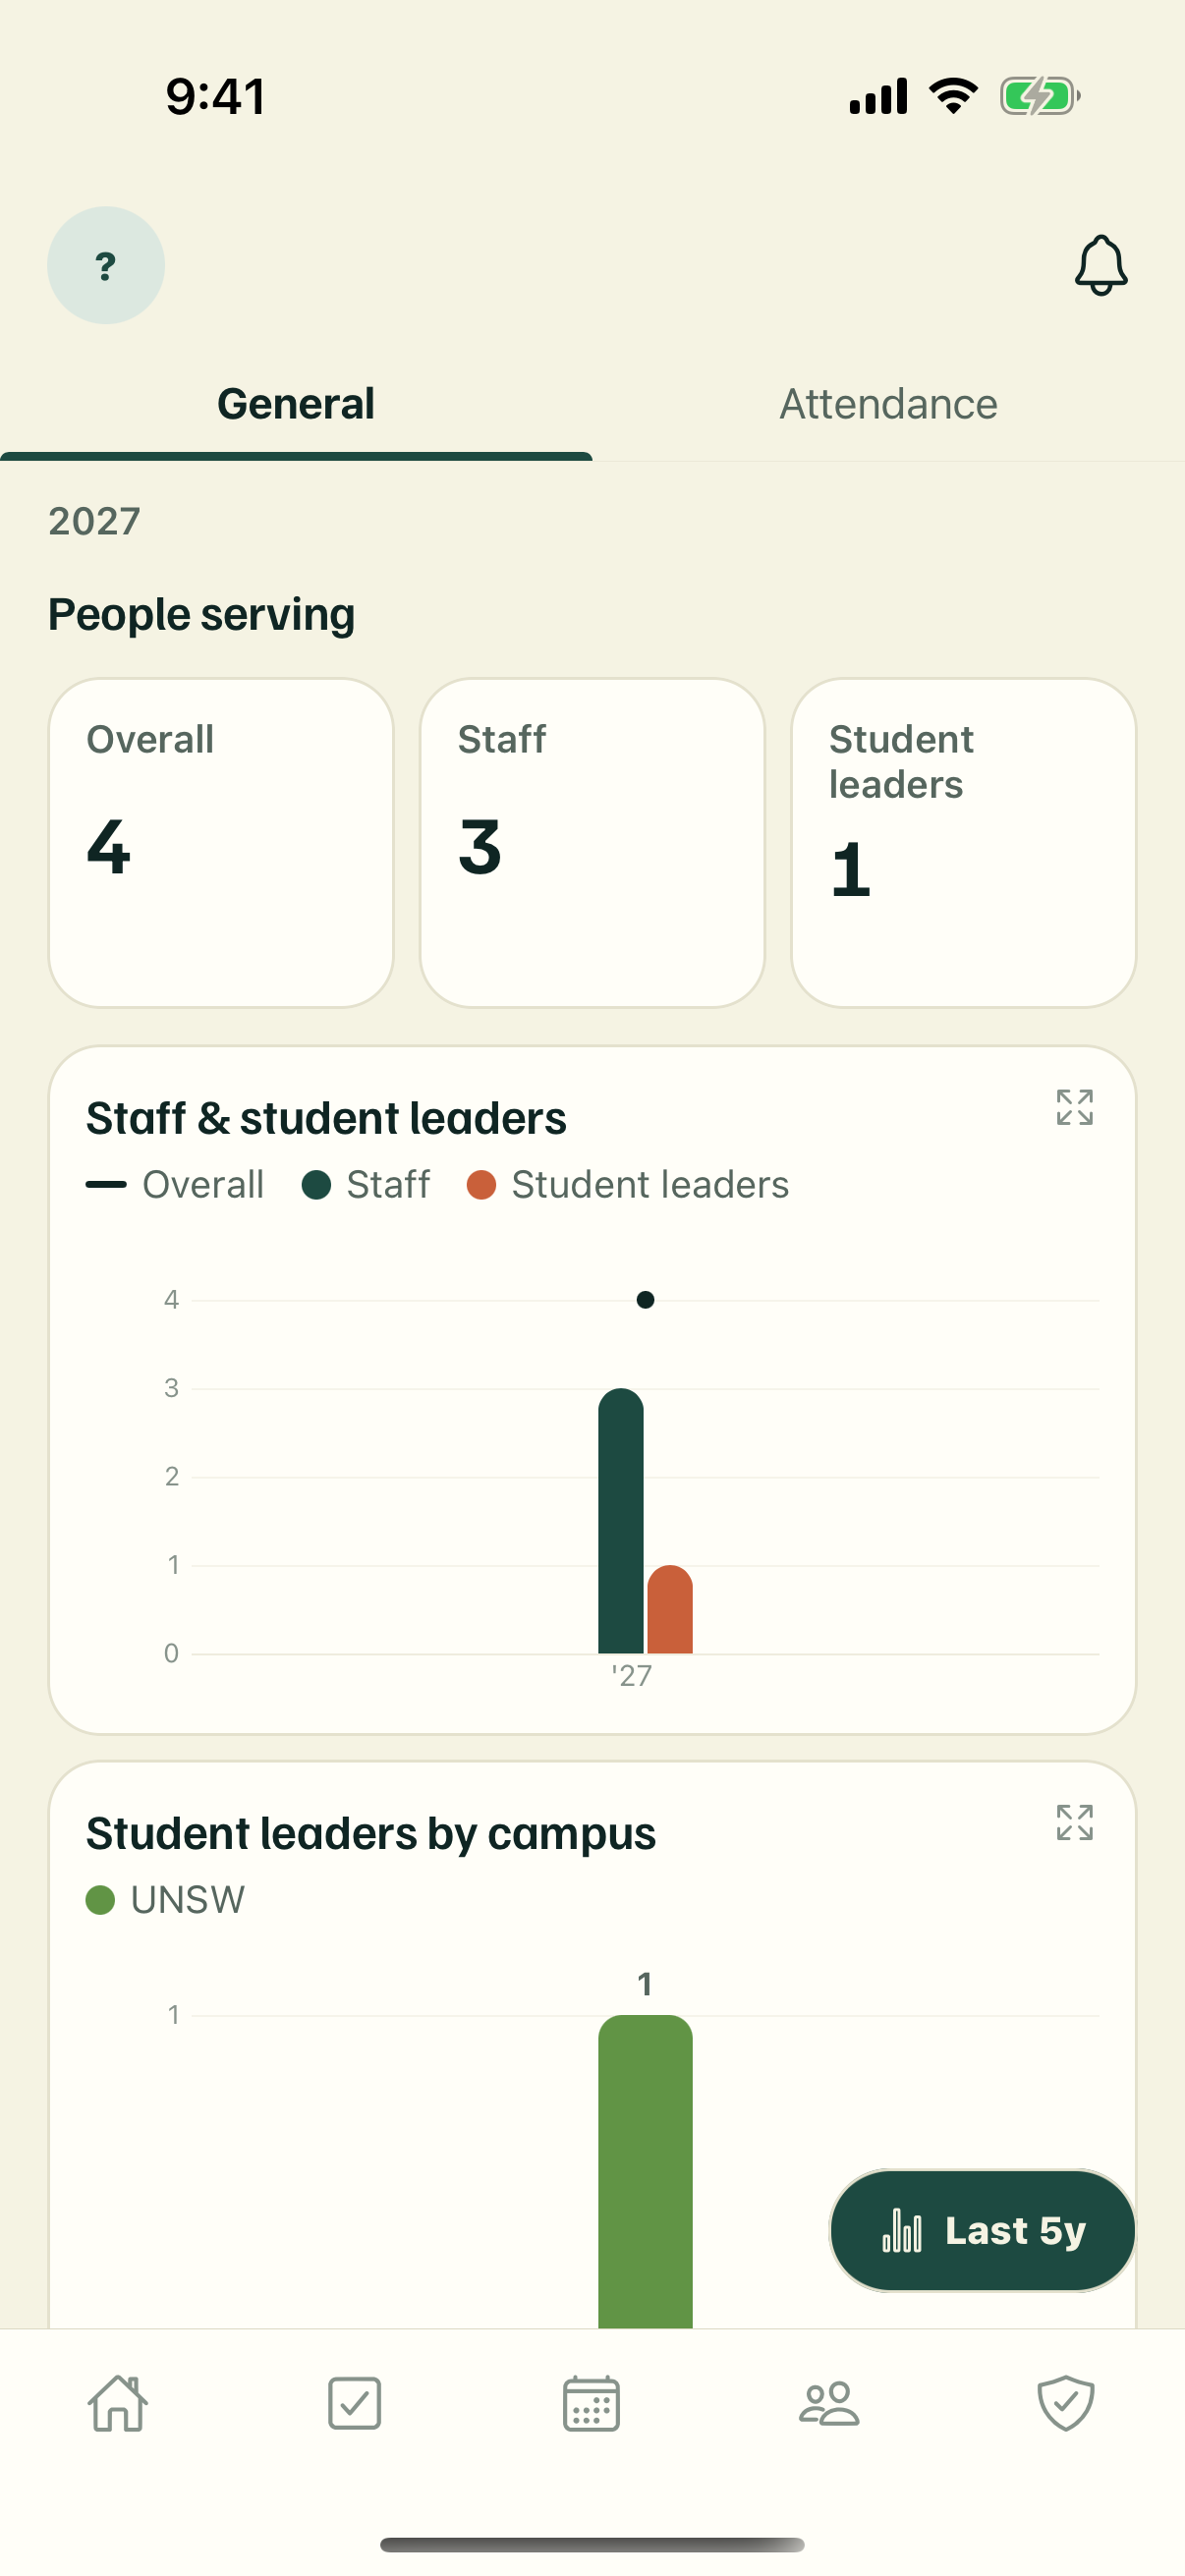 9:41
?
General
Attendance
2027
People serving
Overall
Staff
Student
leaders
4
3
1
Staff & student leaders
Overall
Staff
Student leaders
4
3
2
1
0
'27
Student leaders by campus
UNSW
1
1
Last 5y